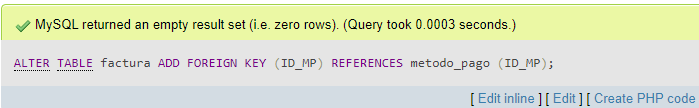 MySQL returned an empty result set (i.e. zero rows). (Query took 0.0003 seconds.)
ALTER TABLE factura ADD FOREIGN KEY (ID_MP) REFERENCES metodo_pago (ID_MP);
[ Edit inline ] [ Edit ] [ Create PHP code